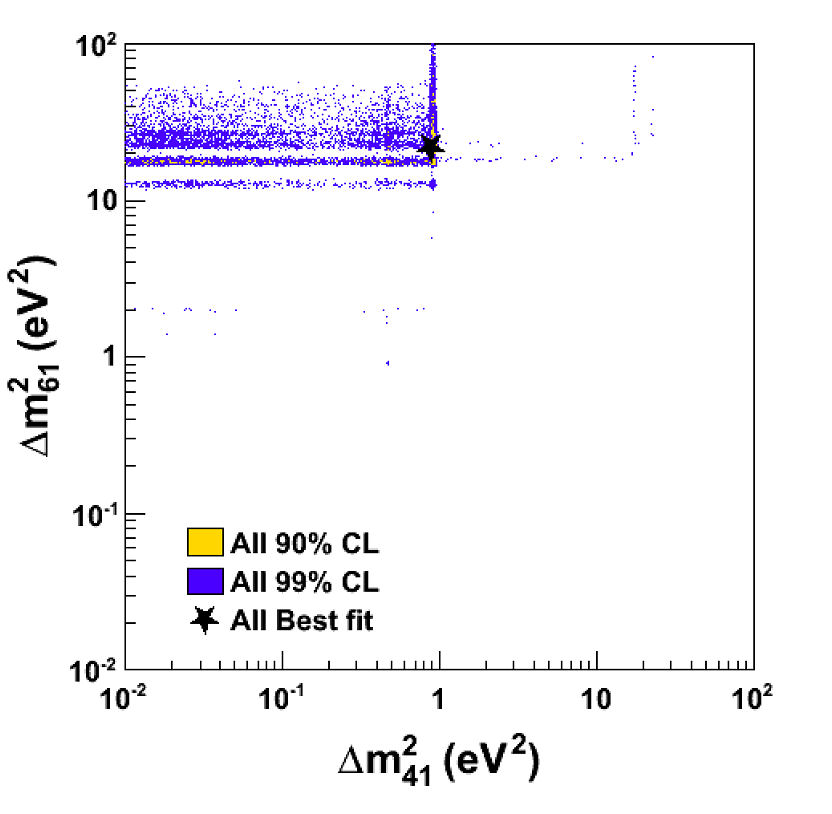 10²
10
1
10⁻¹
10⁻²
Δm²₆₁ (eV²)
All 90% CL
All 99% CL
All Best fit
10⁻² 10⁻¹ 1 10 10²
Δm²₄₁ (eV²)